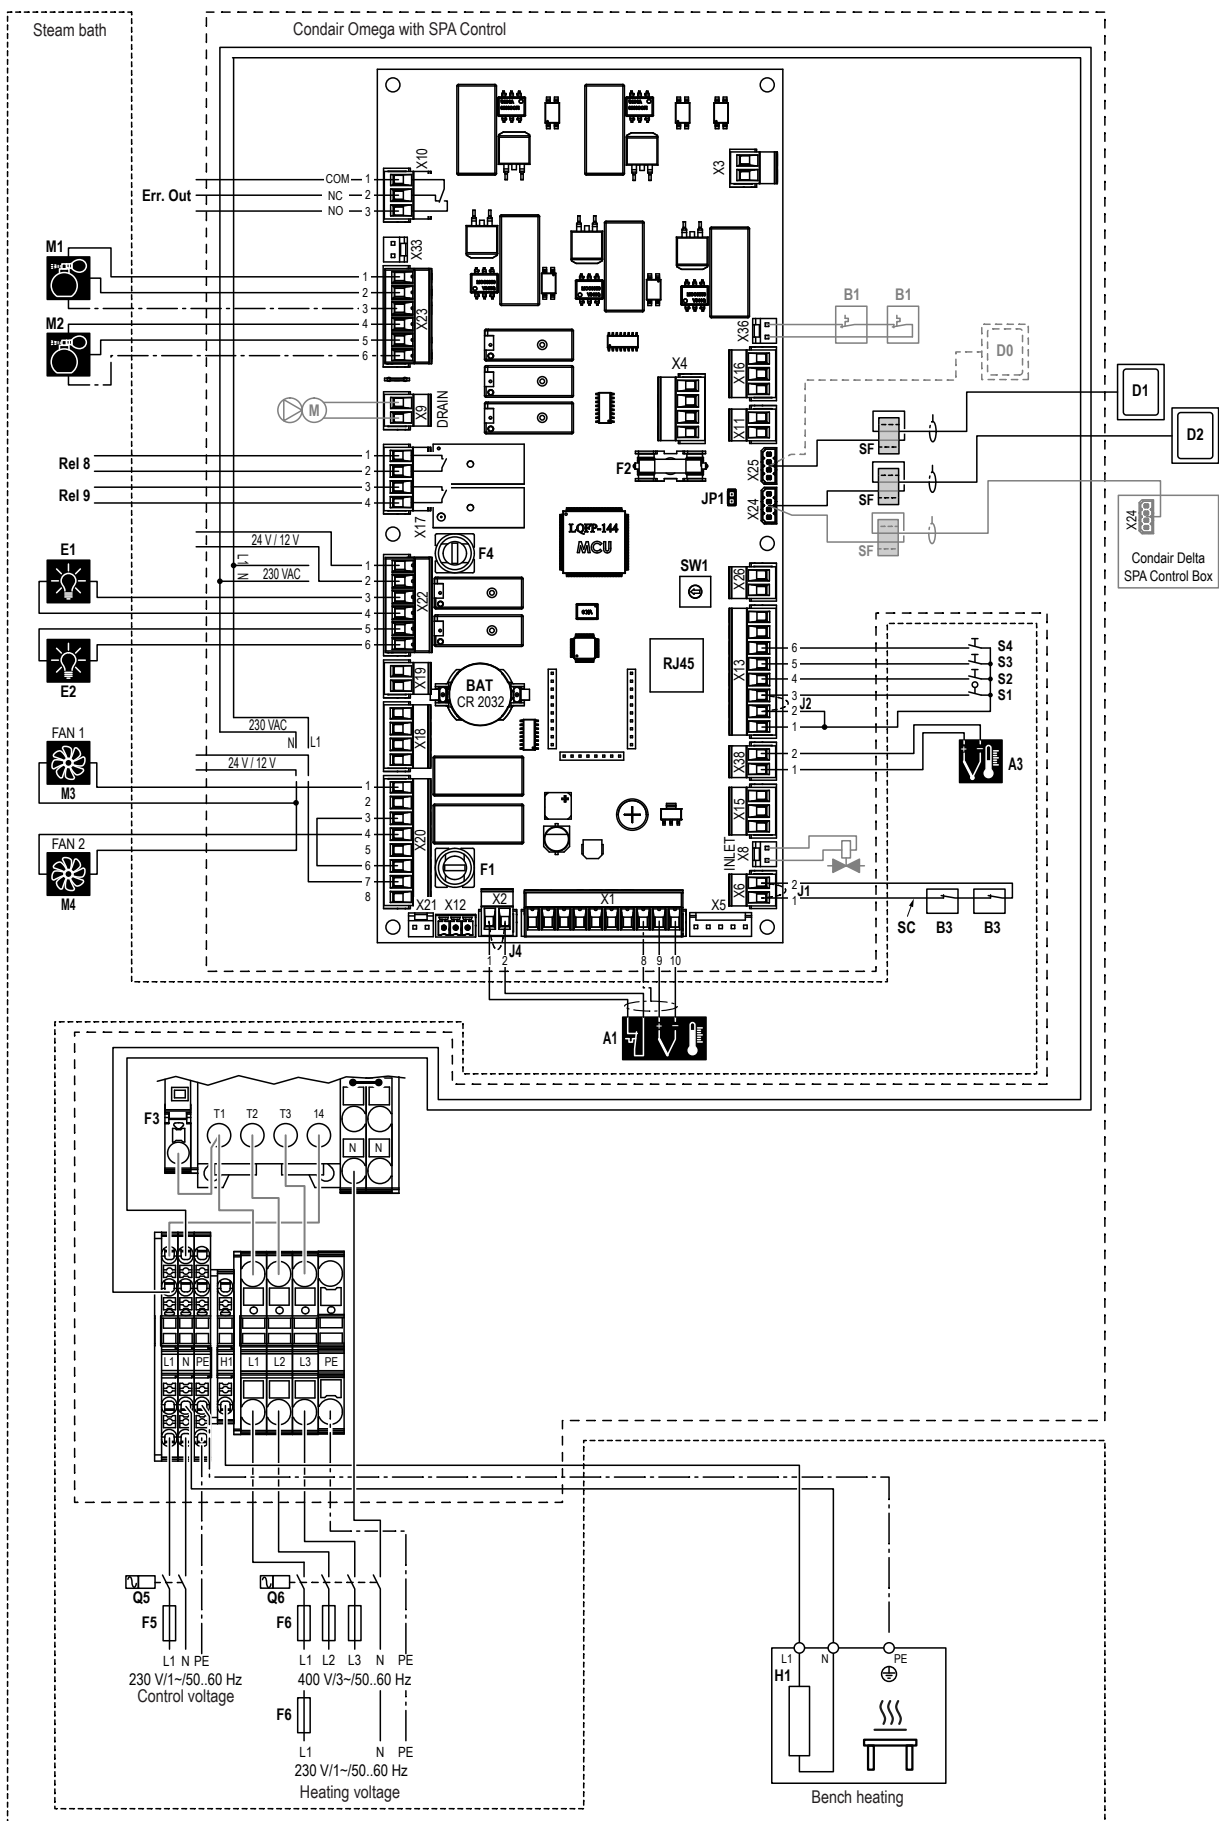 Steam bath
Condair Omega with SPA Control
X10
COM 1
Err. Out NC 2
NO 3
X3
M1
X33
1
2
3
X23
M2
4
5
6
B1 B1
X36
X4
X16
D0
D1
M
X9
DRAIN
X11
D2
SF
Rel 8 1
2
Rel 9 3
4
X17
F2
X25
JP1
X24
SF
SF
X24
Condair Delta
SPA Control Box
LQFP-144
MCU
F4
24 V / 12 V
L1
N
230 VAC
E1
1
2
3
4
5
6
X22
E2
SW1
X26
RJ45
X13
6 S4
5 S3
4 S2
3 S1
2 J2
1
X19
BAT
CR 2032
X18
230 VAC
N L1
24 V / 12 V
FAN 1
M3
X38
2
1
A3
X15
1
2
3
4
5
6
7
8
X20
FAN 2
M4
INLET
X8
F1
X6
2
1
J1
SC B3 B3
X21 X12 X2 X1 X5
J4
1 2 8 9 10
A1
+ −
F3 T1 T2 T3 14
N N
L1 N PE H1 L1 L2 L3 PE
Q5 Q6
F5 F6
L1 N PE L1 L2 L3 N PE
230 V/1~/50..60 Hz 400 V/3~/50..60 Hz
Control voltage
F6
L1 N PE
230 V/1~/50..60 Hz
Heating voltage
L1 N PE
H1
Bench heating